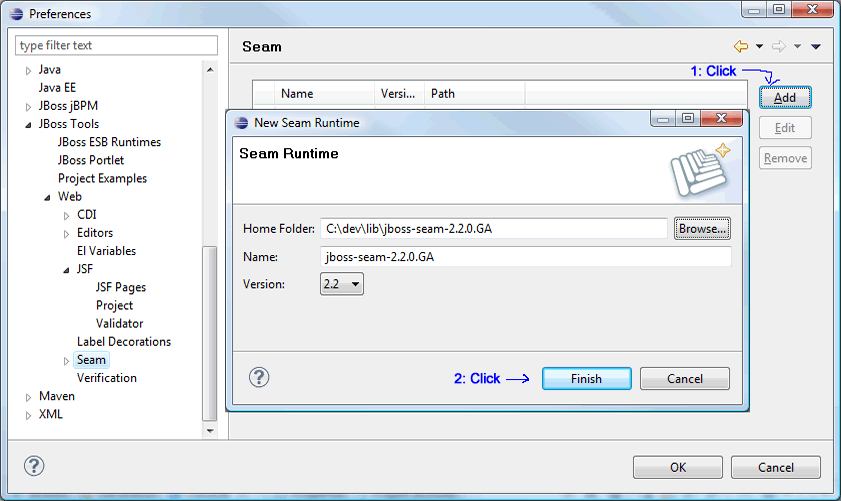 Preferences
type filter text
Seam
Java
Java EE
JBoss jBPM
JBoss Tools
JBoss ESB Runtimes
JBoss Portlet
Project Examples
Web
CDI
Editors
El Variables
JSF
JSF Pages
Project
Validator
Label Decorations
Seam
Verification
Maven
XML
1: Click
Name Versi... Path
Add
Edit
Remove
New Seam Runtime
Seam Runtime
Home Folder: C:\dev\lib\jboss-seam-2.2.0.GA Browse...
Name: jboss-seam-2.2.0.GA
Version: 2.2
2: Click
Finish Cancel
OK Cancel